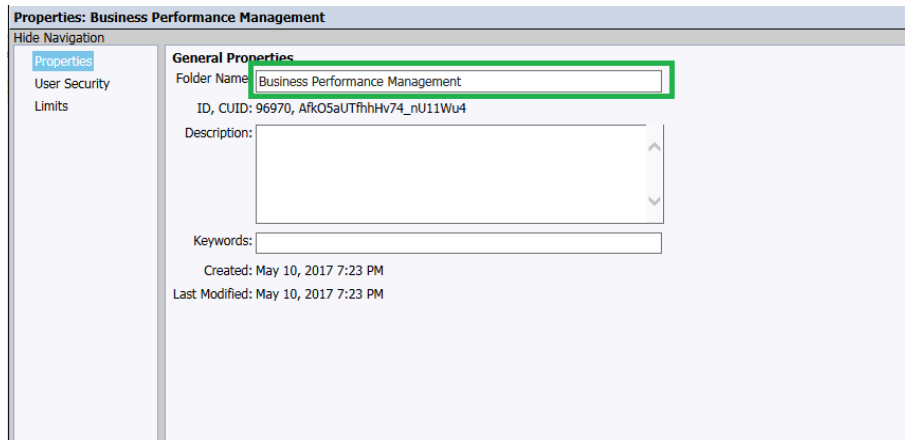 Properties: Business Performance Management
Hide Navigation
Properties
User Security
Limits
General Properties
Folder Name: Business Performance Management
ID, CUID: 96970, AfkO5aUTfhhHv74_nU11Wu4
Description:
Keywords:
Created: May 10, 2017 7:23 PM
Last Modified: May 10, 2017 7:23 PM